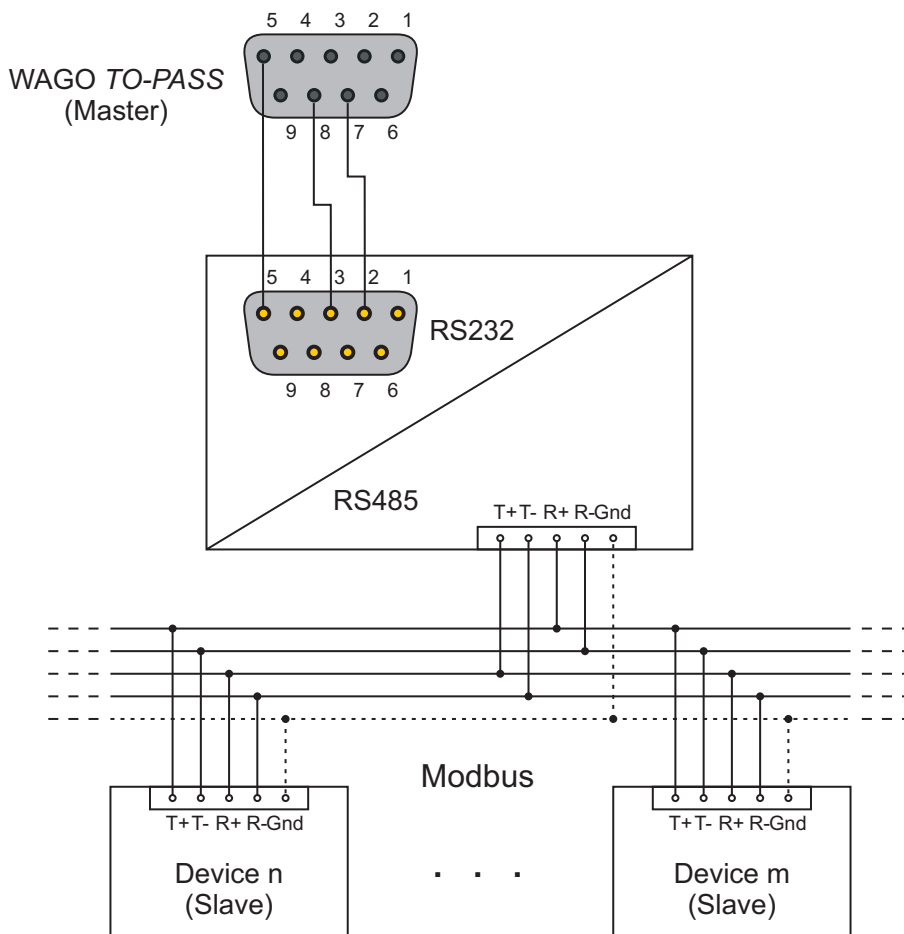 5 4 3 2 1
WAGO TO-PASS
(Master)
9 8 7 6
5 4 3 2 1
RS232
9 8 7 6
RS485
T+T- R+ R-Gnd
Modbus
T+T- R+ R-Gnd
T+T- R+ R-Gnd
Device n
(Slave)
. . .
Device m
(Slave)